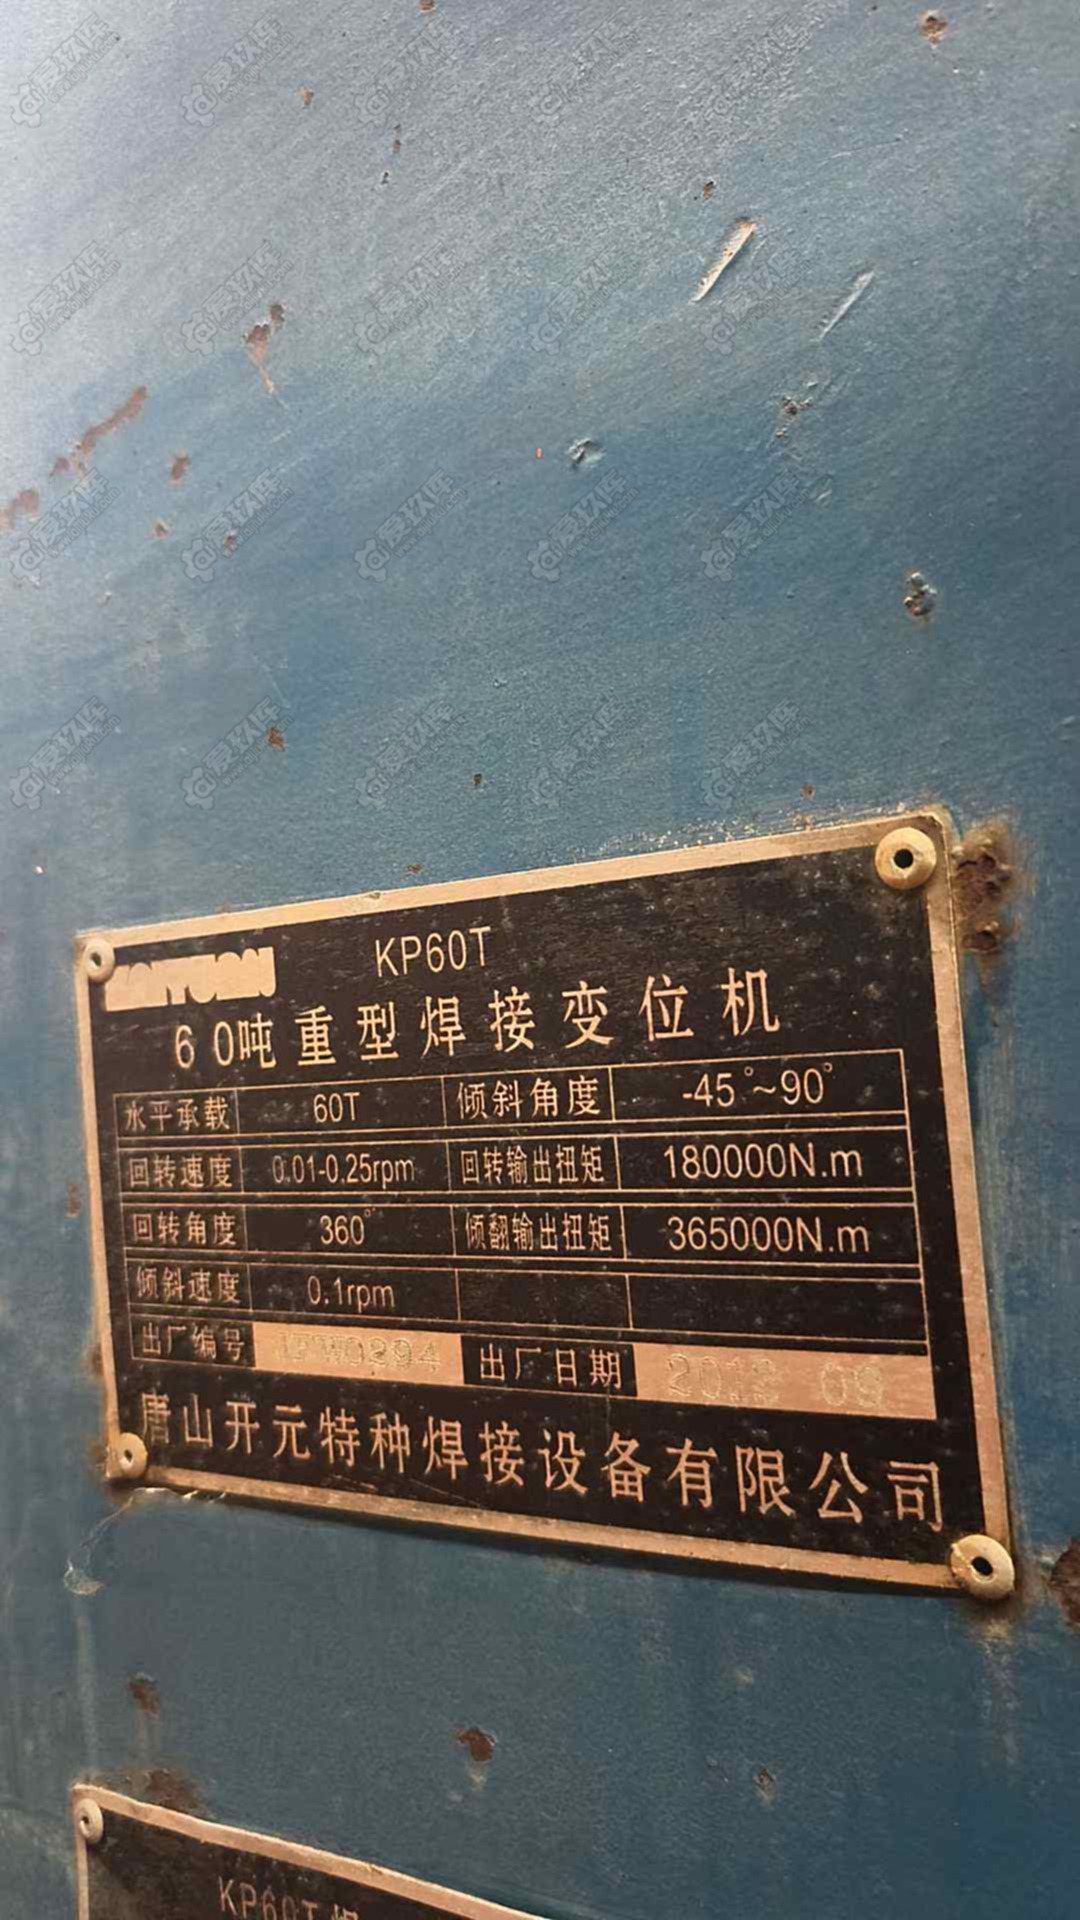 KAIYUAN KP60T
60吨重型焊接变位机
水平承载 60T 倾斜角度 -45°~90°
回转速度 0.01-0.25rpm 回转输出扭矩 180000N.m
回转角度 360° 倾翻输出扭矩 365000N.m
倾斜速度 0.1rpm
出厂编号 出厂日期
唐山开元特种焊接设备有限公司
KP60T